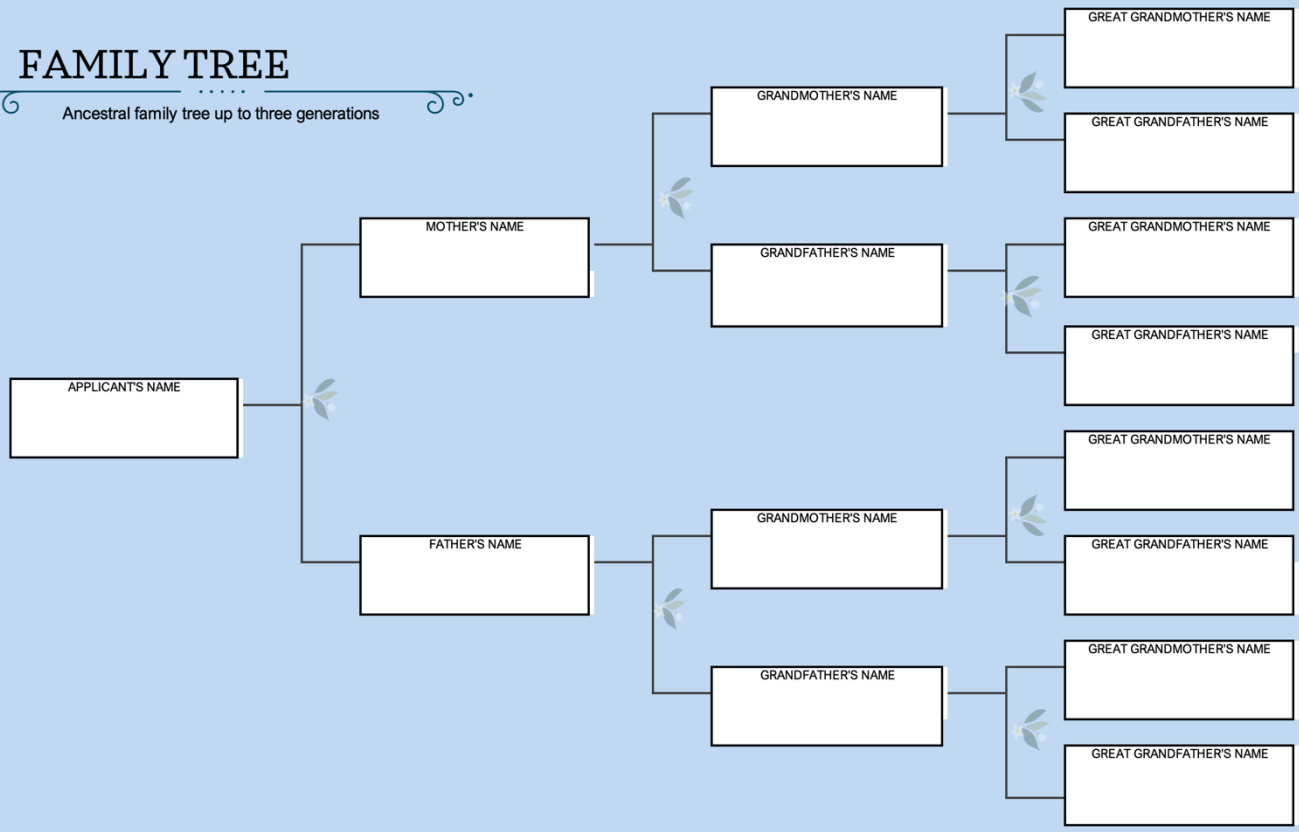 FAMILY TREE
Ancestral family tree up to three generations
APPLICANT'S NAME
MOTHER'S NAME
FATHER'S NAME
GRANDMOTHER'S NAME
GRANDFATHER'S NAME
GRANDMOTHER'S NAME
GRANDFATHER'S NAME
GREAT GRANDMOTHER'S NAME
GREAT GRANDFATHER'S NAME
GREAT GRANDMOTHER'S NAME
GREAT GRANDFATHER'S NAME
GREAT GRANDMOTHER'S NAME
GREAT GRANDFATHER'S NAME
GREAT GRANDMOTHER'S NAME
GREAT GRANDFATHER'S NAME